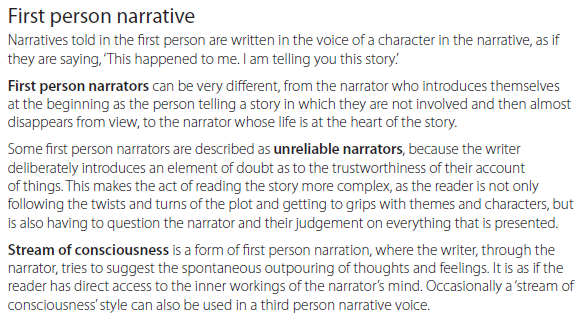 First person narrative
Narratives told in the first person are written in the voice of a character in the narrative, as if
they are saying, ‘This happened to me. I am telling you this story.’
First person narrators can be very different, from the narrator who introduces themselves
at the beginning as the person telling a story in which they are not involved and then almost
disappears from view, to the narrator whose life is at the heart of the story.
Some first person narrators are described as unreliable narrators, because the writer
deliberately introduces an element of doubt as to the trustworthiness of their account
of things. This makes the act of reading the story more complex, as the reader is not only
following the twists and turns of the plot and getting to grips with themes and characters, but
is also having to question the narrator and their judgement on everything that is presented.
Stream of consciousness is a form of first person narration, where the writer, through the
narrator, tries to suggest the spontaneous outpouring of thoughts and feelings. It is as if the
reader has direct access to the inner workings of the narrator’s mind. Occasionally a ‘stream of
consciousness’ style can also be used in a third person narrative voice.